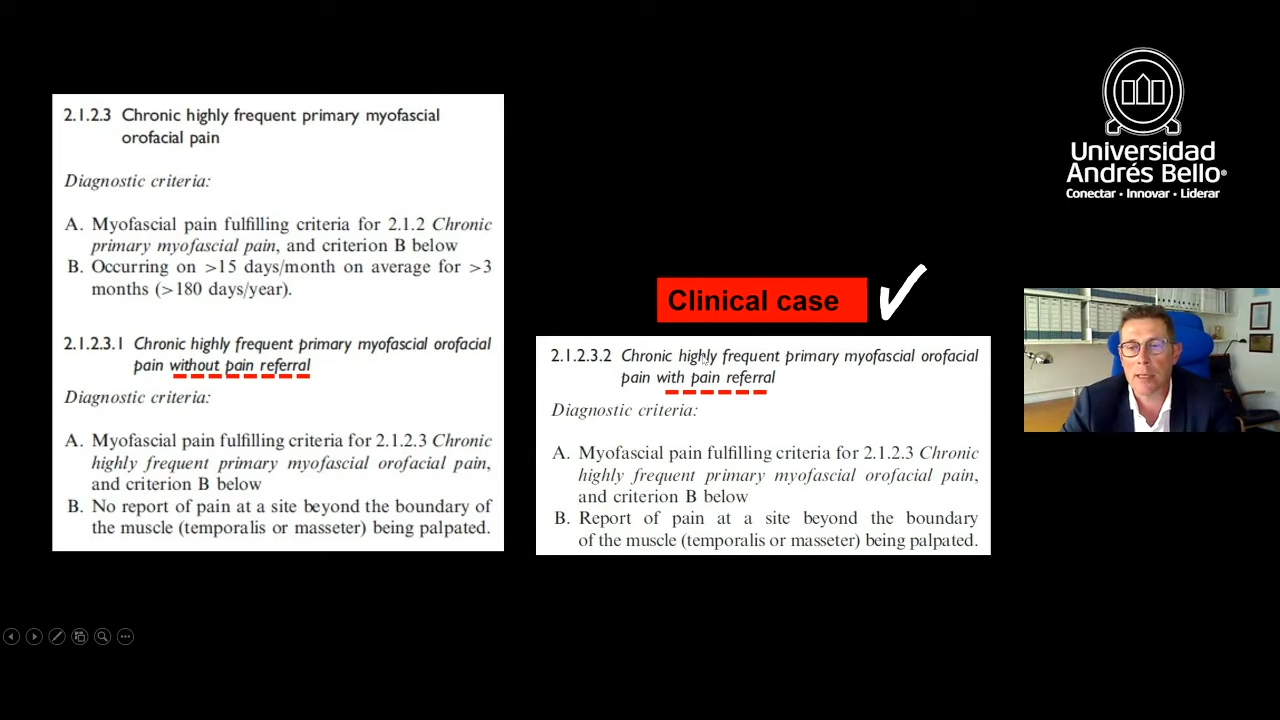 2.1.2.3 Chronic highly frequent primary myofascial
orofacial pain
Diagnostic criteria:
A. Myofascial pain fulfilling criteria for 2.1.2 Chronic
primary myofascial pain, and criterion B below
B. Occurring on >15 days/month on average for >3
months (>180 days/year).
2.1.2.3.1 Chronic highly frequent primary myofascial orofacial
pain without pain referral
Diagnostic criteria:
A. Myofascial pain fulfilling criteria for 2.1.2.3 Chronic
highly frequent primary myofascial orofacial pain,
and criterion B below
B. No report of pain at a site beyond the boundary of
the muscle (temporalis or masseter) being palpated.
Clinical case
2.1.2.3.2 Chronic highly frequent primary myofascial orofacial
pain with pain referral
Diagnostic criteria:
A. Myofascial pain fulfilling criteria for 2.1.2.3 Chronic
highly frequent primary myofascial orofacial pain,
and criterion B below
B. Report of pain at a site beyond the boundary
of the muscle (temporalis or masseter) being palpated.
Universidad
Andrés Bello®
Conectar • Innovar • Liderar